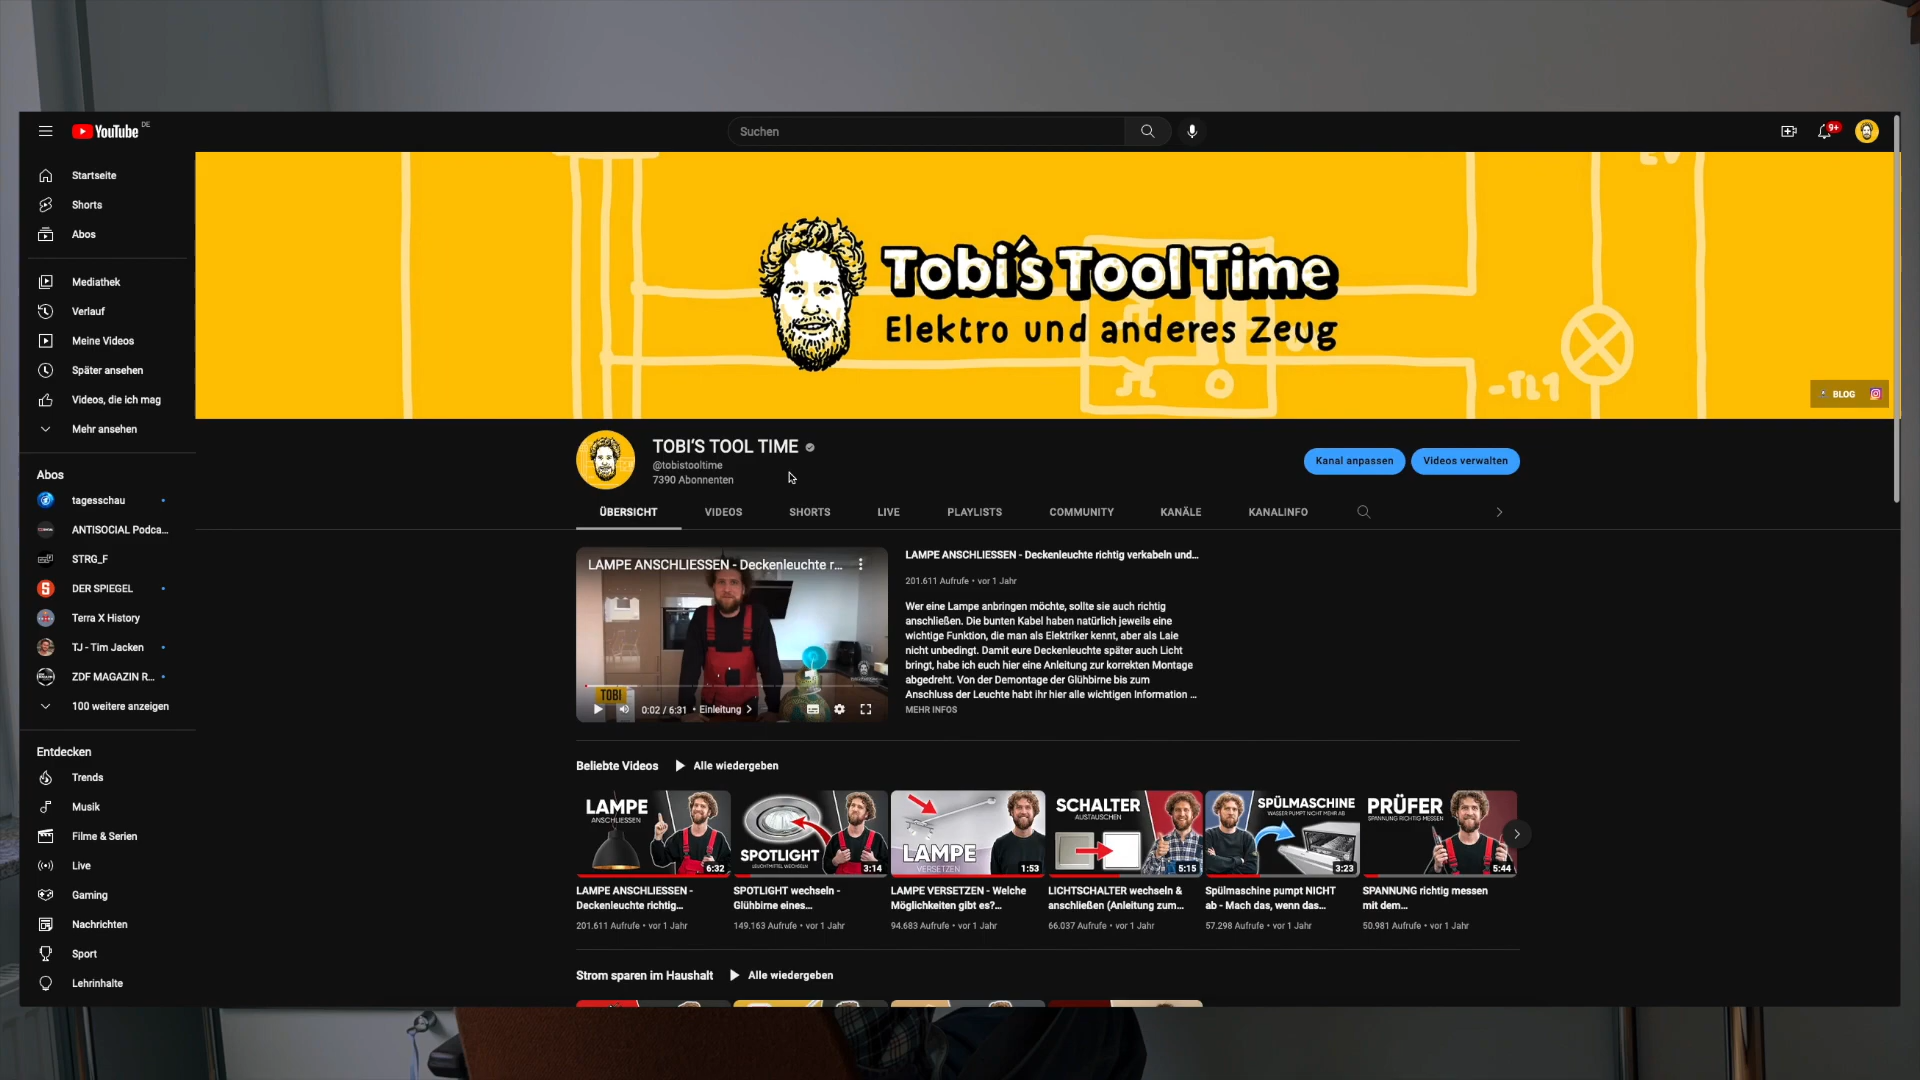 YouTube DE
Suchen
9+
Startseite
Shorts
Abos
Mediathek
Verlauf
Meine Videos
Später ansehen
Videos, die ich mag
Mehr ansehen
Abos
tagesschau
ANTISOCIAL Podca...
STRG_F
DER SPIEGEL
Terra X History
TJ - Tim Jacken
ZDF MAGAZIN R...
100 weitere anzeigen
Entdecken
Trends
Musik
Filme & Serien
Live
Gaming
Nachrichten
Sport
Lehrinhalte
Tobi's Tool Time
Elektro und anderes Zeug
-TL1
BLOG
TOBI'S TOOL TIME
@tobistooltime
7390 Abonnenten
Kanal anpassen
Videos verwalten
ÜBERSICHT
VIDEOS
SHORTS
LIVE
PLAYLISTS
COMMUNITY
KANÄLE
KANALINFO
LAMPE ANSCHLIESSEN - Deckenleuchte r...
TOBI
0:02 / 6:31 • Einleitung
LAMPE ANSCHLIESSEN - Deckenleuchte richtig verkabeln und...
201.611 Aufrufe • vor 1 Jahr
Wer eine Lampe anbringen möchte, sollte sie auch richtig
anschließen. Die bunten Kabel haben natürlich jeweils eine
wichtige Funktion, die man als Elektriker kennt, aber als Laie
nicht unbedingt. Damit eure Deckenleuchte später auch Licht
bringt, habe ich euch hier eine Anleitung zur korrekten Montage
abgedreht. Von der Demontage der Glühbirne bis zum
Anschluss der Leuchte habt ihr hier alle wichtigen Information ...
MEHR INFOS
Beliebte Videos
Alle wiedergeben
LAMPE
ANSCHLIESSEN
6:32
LAMPE ANSCHLIESSEN -
Deckenleuchte richtig...
201.611 Aufrufe • vor 1 Jahr
SPOTLIGHT
LEUCHTMITTEL WECHSELN
3:14
SPOTLIGHT wechseln -
Glühbirne eines...
149.163 Aufrufe • vor 1 Jahr
LAMPE
VERSETZEN
1:53
LAMPE VERSETZEN - Welche
Möglichkeiten gibt es?...
94.683 Aufrufe • vor 1 Jahr
SCHALTER
AUSTAUSCHEN
5:15
LICHTSCHALTER wechseln &
anschließen (Anleitung zum...
66.037 Aufrufe • vor 1 Jahr
SPÜLMASCHINE
WASSER PUMPT NICHT MEHR AB
3:23
Spülmaschine pumpt NICHT
ab - Mach das, wenn das...
57.298 Aufrufe • vor 1 Jahr
PRÜFER
SPANNUNG RICHTIG MESSEN
5:44
SPANNUNG richtig messen
mit dem...
50.981 Aufrufe • vor 1 Jahr
Strom sparen im Haushalt
Alle wiedergeben